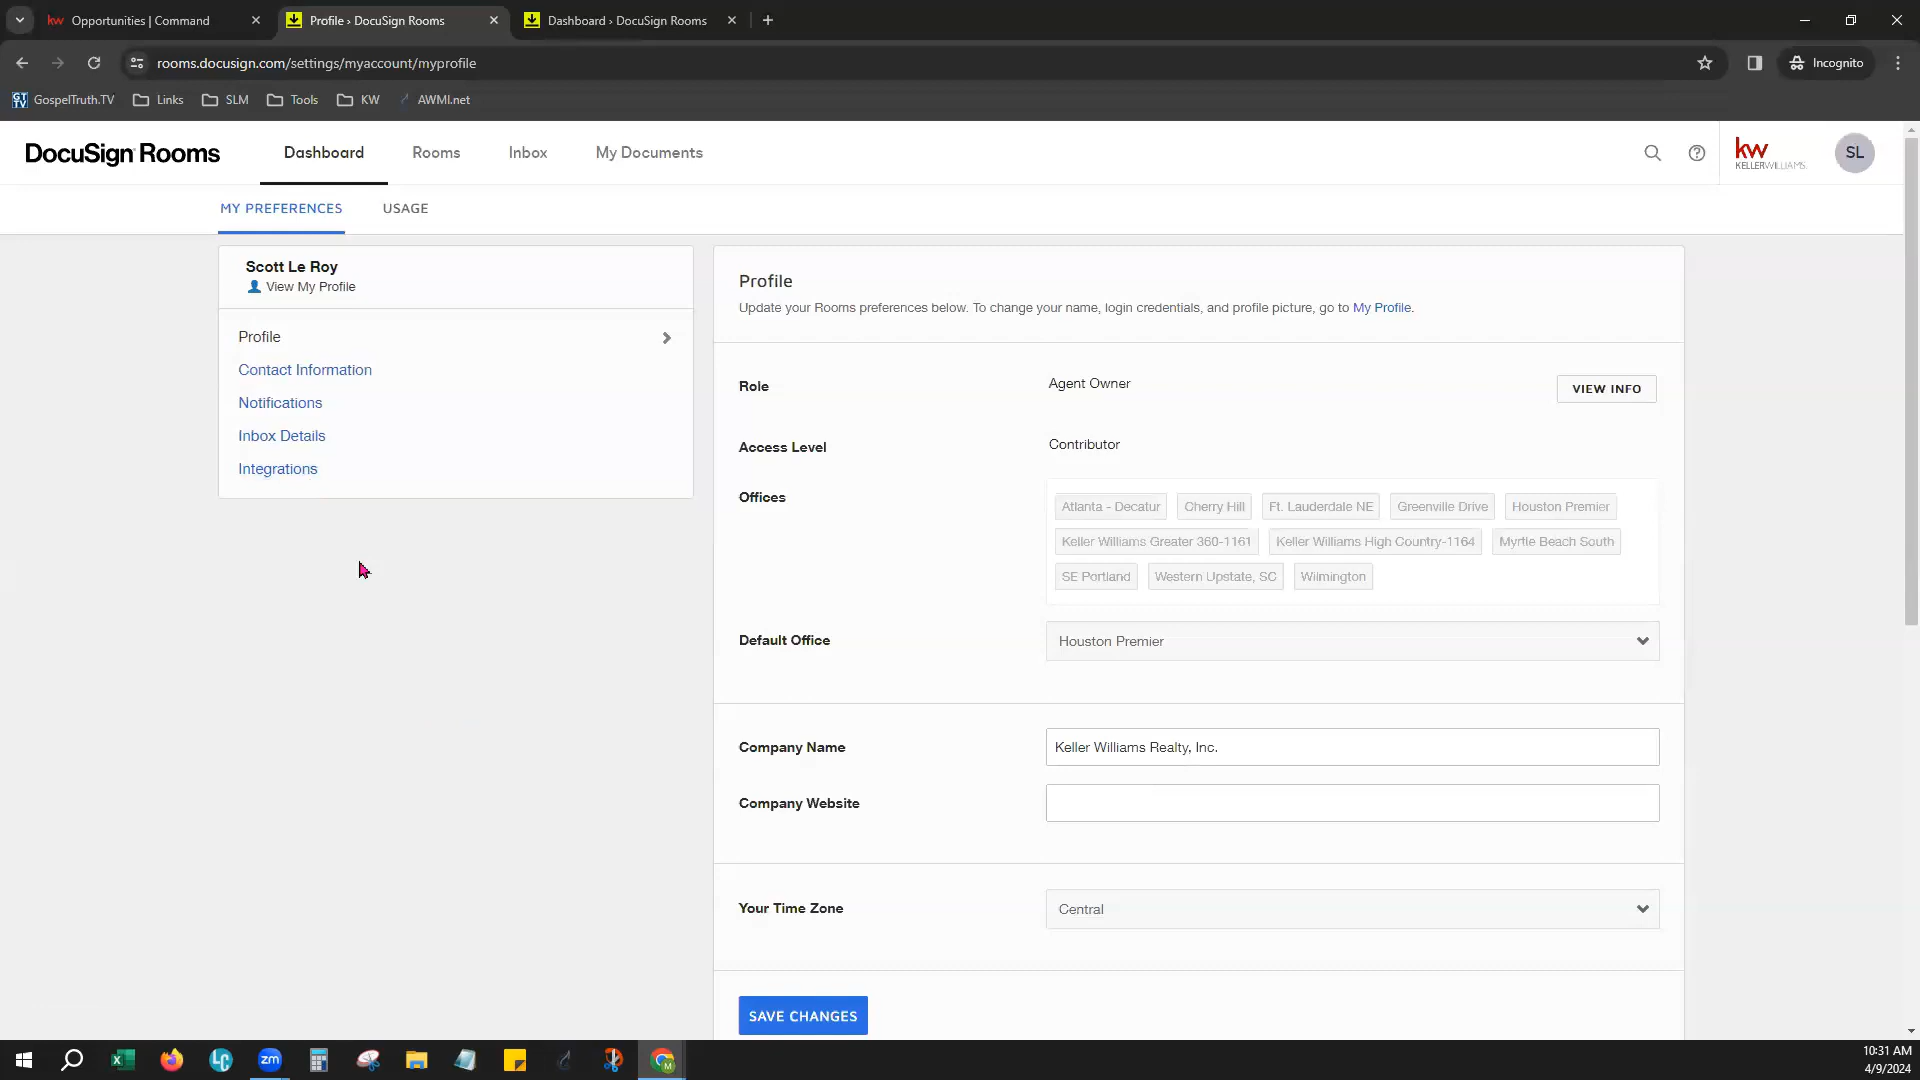 Opportunities | Command
Profile › DocuSign Rooms
Dashboard › DocuSign Rooms
rooms.docusign.com/settings/myaccount/myprofile
Incognito
GospelTruth.TV
Links
SLM
Tools
KW
AWMI.net
DocuSign Rooms
Dashboard
Rooms
Inbox
My Documents
kw
KELLERWILLIAMS.
SL
MY PREFERENCES
USAGE
Scott Le Roy
View My Profile
Profile
Contact Information
Notifications
Inbox Details
Integrations
Profile
Update your Rooms preferences below. To change your name, login credentials, and profile picture, go to My Profile.
Role
Agent Owner
VIEW INFO
Access Level
Contributor
Offices
Atlanta - Decatur
Cherry Hill
Ft. Lauderdale NE
Greenville Drive
Houston Premier
Keller Williams Greater 360-1161
Keller Williams High Country-1164
Myrtle Beach South
SE Portland
Western Upstate, SC
Wilmington
Default Office
Houston Premier
Company Name
Keller Williams Realty, Inc.
Company Website
Your Time Zone
Central
SAVE CHANGES
zm
M
10:31 AM
4/9/2024